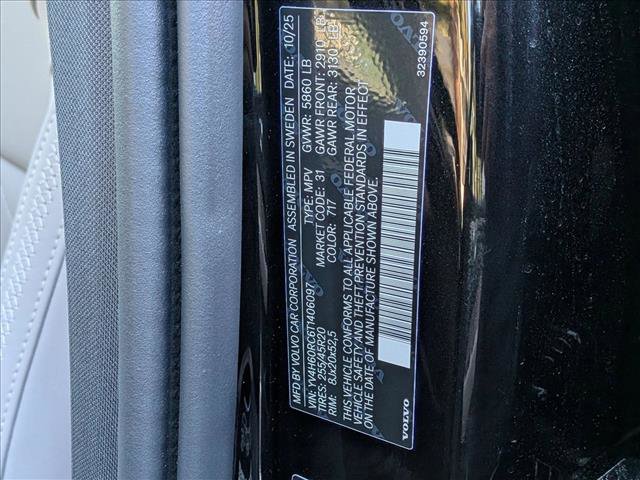 MFD BY VOLVO CAR CORPORATION ASSEMBLED IN SWEDEN DATE: 10/25
VIN: YV4H60RC6T1406097 TYPE: MPV GVWR: 5860 LB
TIRES: 255/45R20 MARKET CODE: 31 GAWR FRONT: 2910 LB
RIM: 8Jx20x52,5 COLOR: 717 GAWR REAR: 3130 LB
THIS VEHICLE CONFORMS TO ALL APPLICABLE FEDERAL MOTOR
VEHICLE SAFETY AND THEFT PREVENTION STANDARDS IN EFFECT
ON THE DATE OF MANUFACTURE SHOWN ABOVE.
VOLVO
VOLVO
32390594